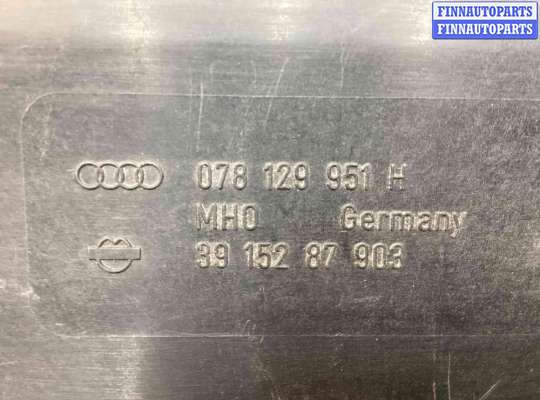 FINNAUTOPARTS
FINNAUTOPARTS
078 129 951 H
MHO Germany
39 152 87 903